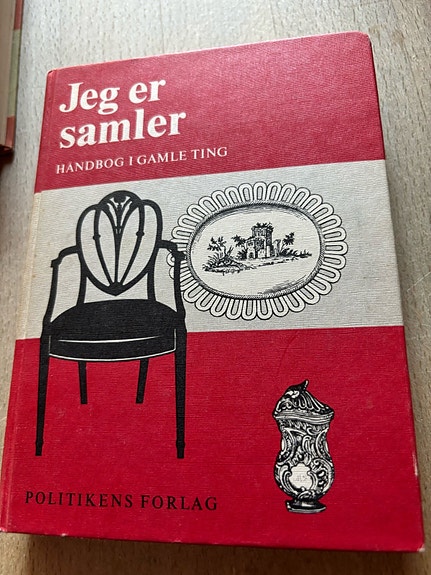 Jeg er
samler
HÅNDBOG I GAMLE TING
POLITIKENS FORLAG